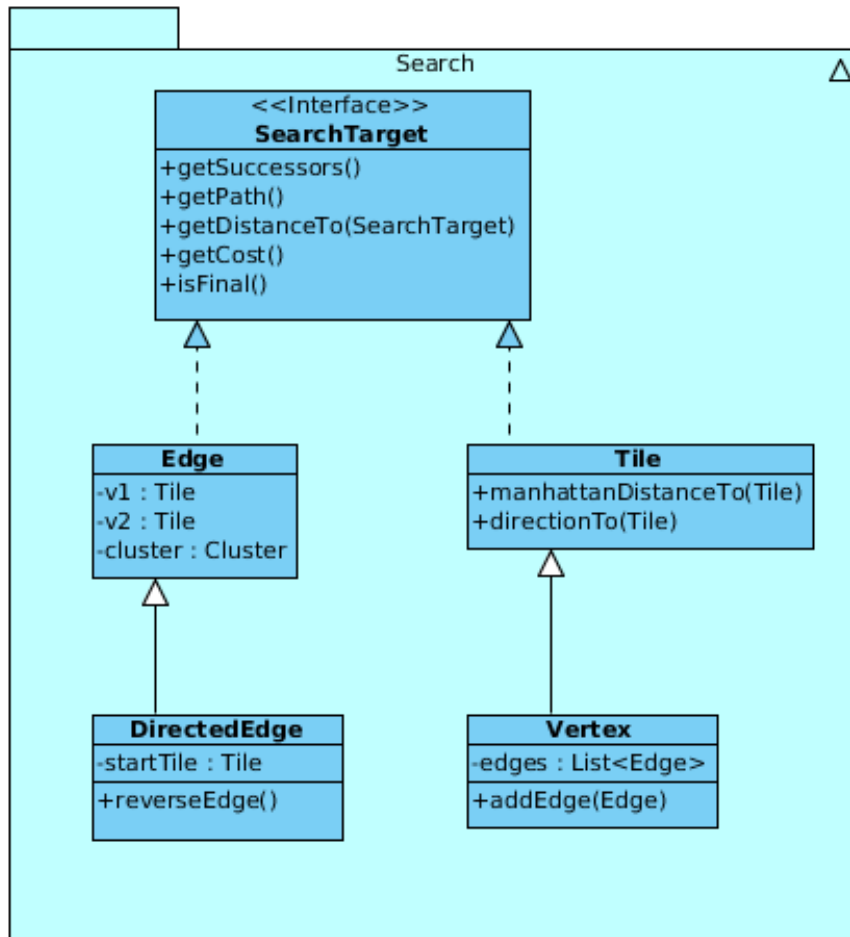 Search
<<Interface>>
SearchTarget
+getSuccessors()
+getPath()
+getDistanceTo(SearchTarget)
+getCost()
+isFinal()
Edge
-v1 : Tile
-v2 : Tile
-cluster : Cluster
Tile
+manhattanDistanceTo(Tile)
+directionTo(Tile)
DirectedEdge
-startTile : Tile
+reverseEdge()
Vertex
-edges : List<Edge>
+addEdge(Edge)